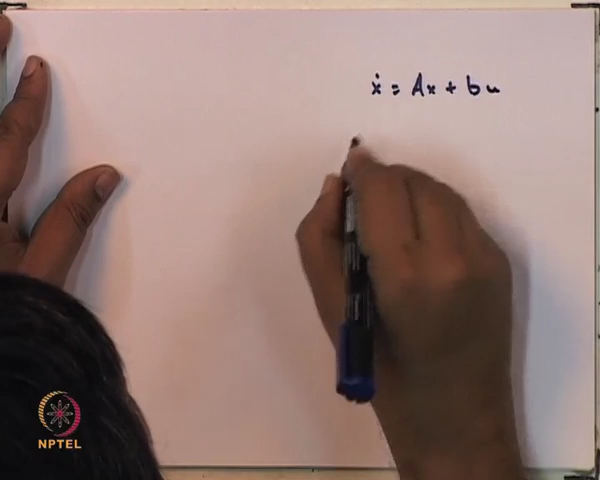 ẋ = Ax + bu
NPTEL